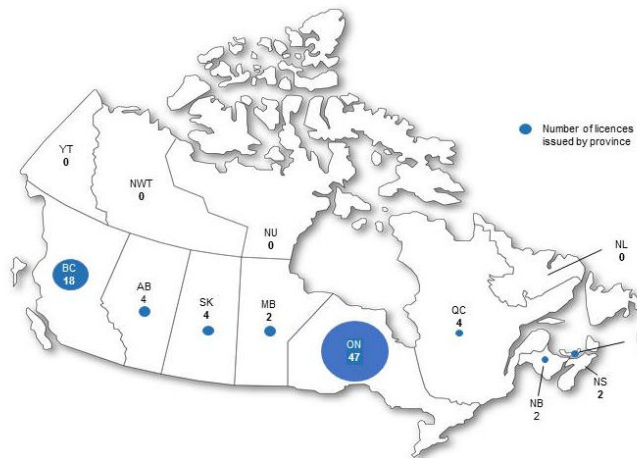 Number of licences
issued by province
YT
0
NWT
0
NU
0
NL
0
BC
18
AB
4
SK
4
MB
2
ON
47
QC
4
NB
2
NS
2